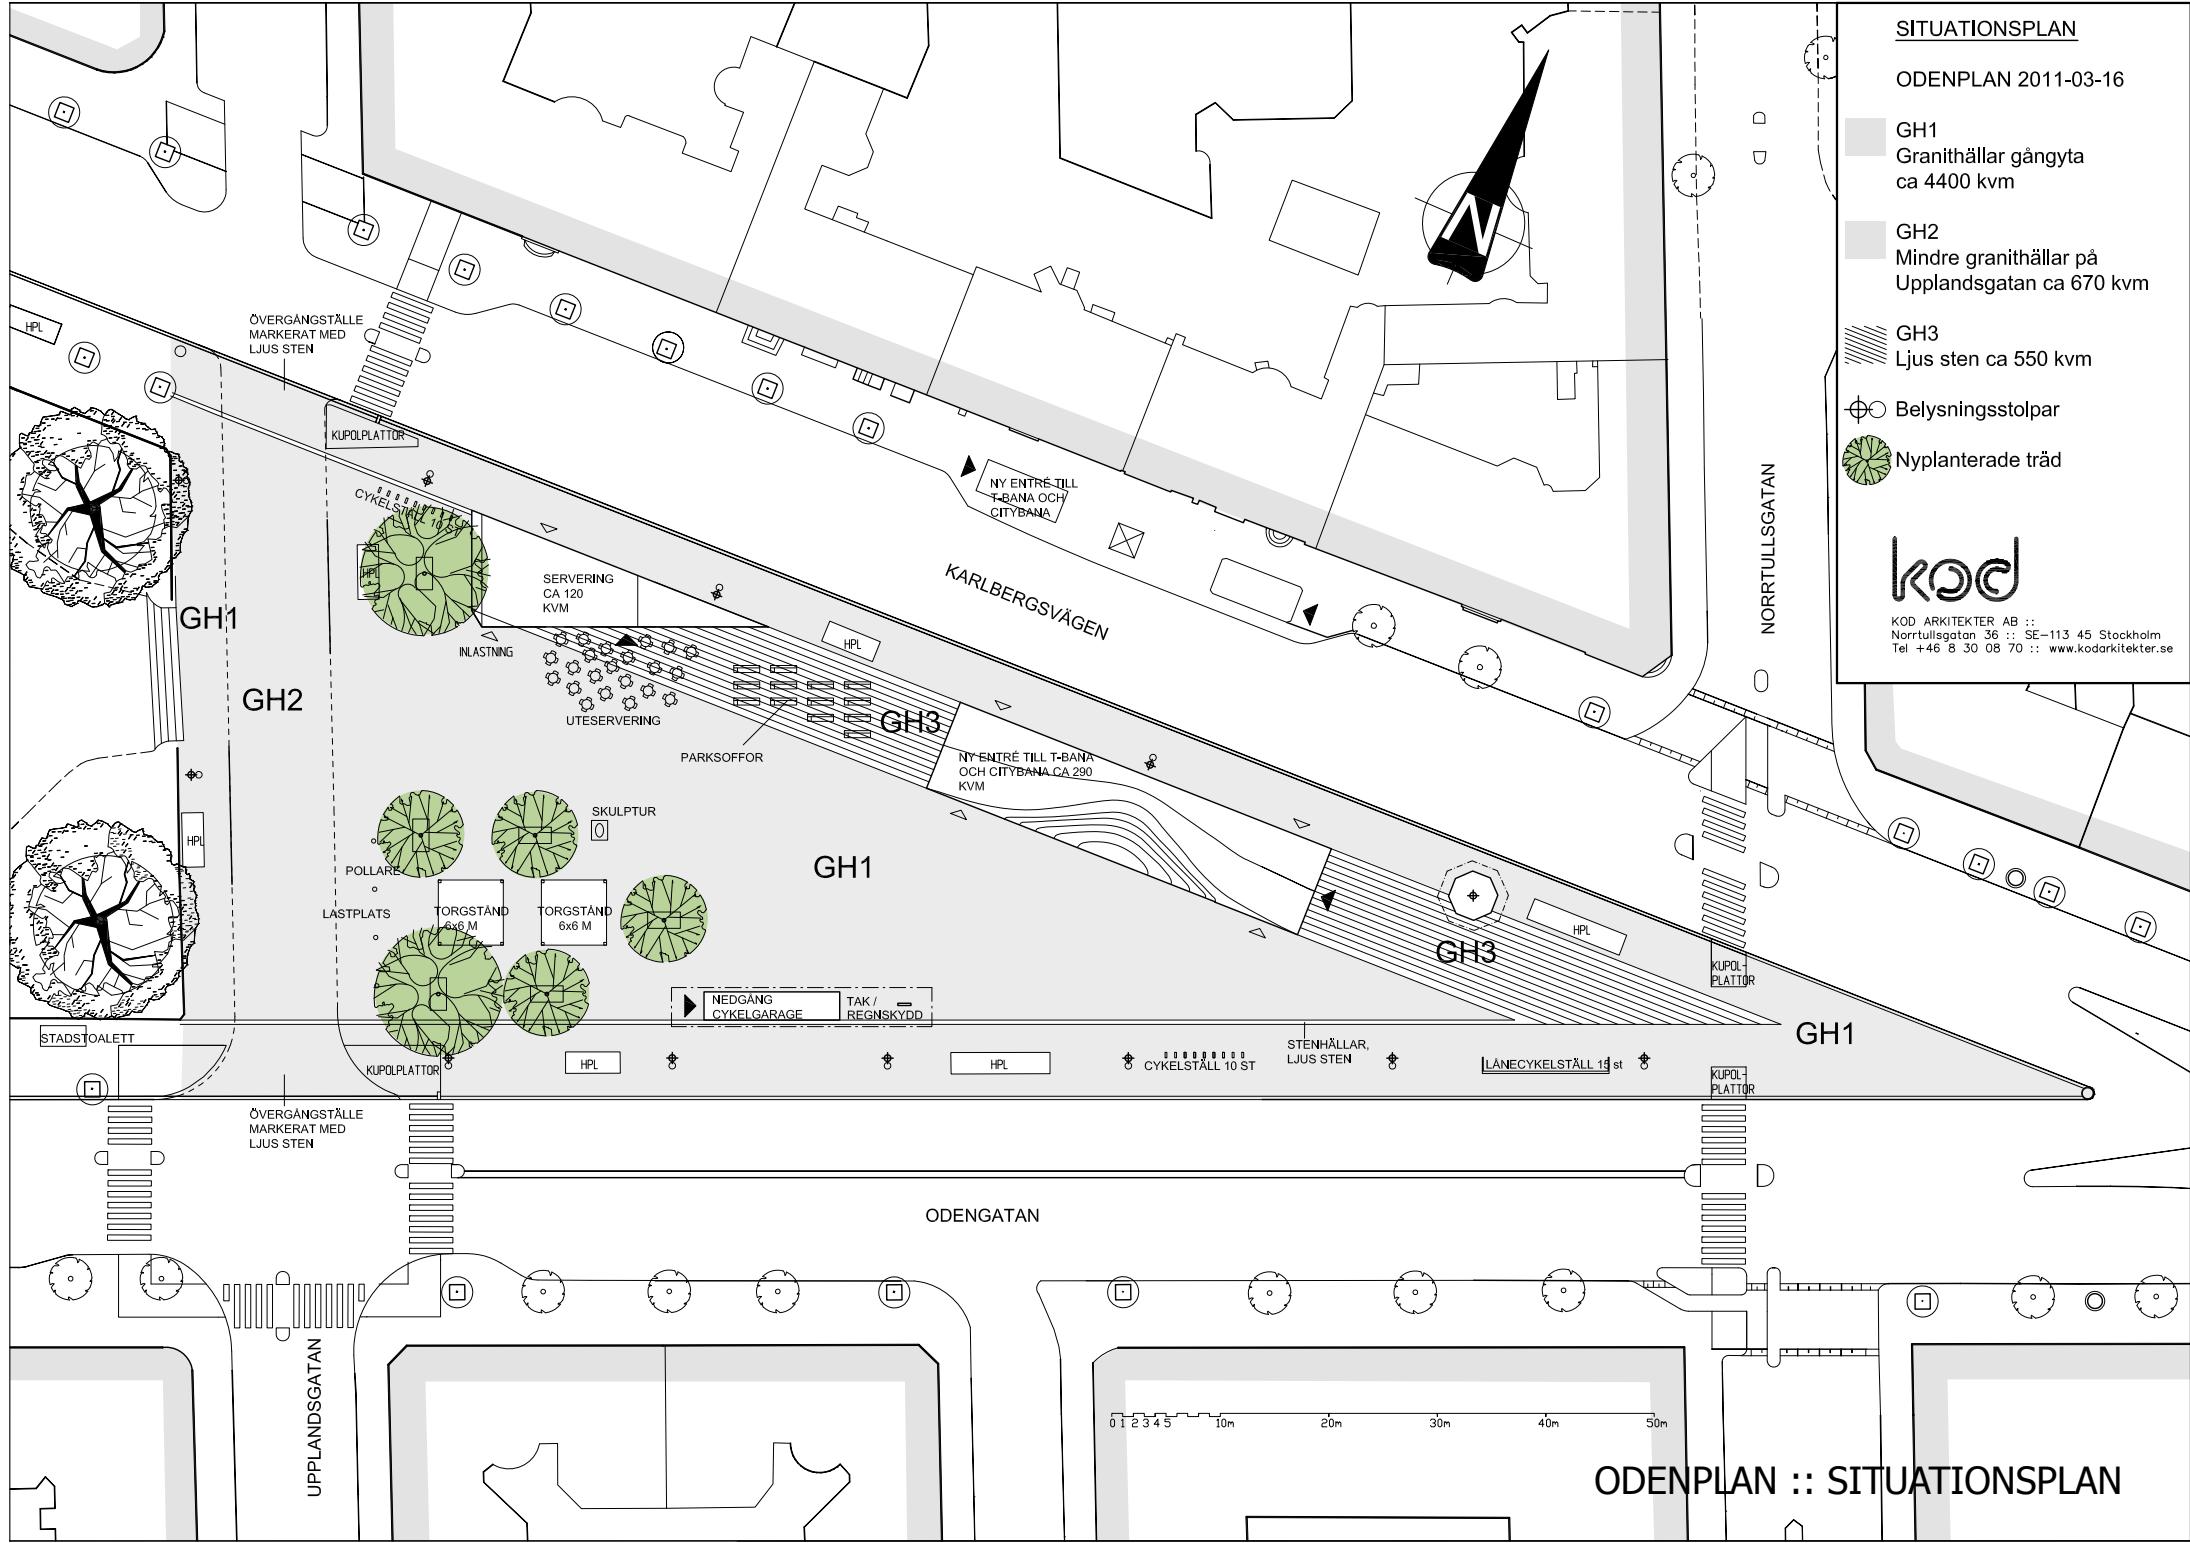 SITUATIONSPLAN
ODENPLAN 2011-03-16
GH1
Granithällar gångyta
ca 4400 kvm
GH2
Mindre granithällar på
Upplandsgatan ca 670 kvm
GH3
Ljus sten ca 550 kvm
Belysningsstolpar
Nyplanterade träd
kod
KOD ARKITEKTER AB ::
Norrtullsgatan 36 :: SE-113 45 Stockholm
Tel +46 8 30 08 70 :: www.kodarkitekter.se
N
HPL
ÖVERGÅNGSTÄLLE
MARKERAT MED
LJUS STEN
KUPOLPLATTOR
CYKELSTÄLL 10 ST
HPL
SERVERING
CA 120
KVM
NY ENTRÉ TILL
T-BANA OCH
CITYBANA
KARLBERGSVÄGEN
NORRTULLSGATAN
GH1
INLASTNING
HPL
GH2
UTESERVERING
GH3
PARKSOFFOR
NY ENTRÉ TILL T-BANA
OCH CITYBANA CA 290
KVM
SKULPTUR
HPL
POLLARE
GH1
LASTPLATS
TORGSTÅND
6x6 M
TORGSTÅND
6x6 M
HPL
GH3
KUPOL-
PLATTOR
NEDGÅNG
CYKELGARAGE
TAK /
REGNSKYDD
STADSTOALETT
STENHÄLLAR,
LJUS STEN
GH1
KUPOLPLATTOR
HPL
HPL
CYKELSTÄLL 10 ST
LÅNECYKELSTÄLL 15 st
KUPOL-
PLATTOR
ÖVERGÅNGSTÄLLE
MARKERAT MED
LJUS STEN
ODENGATAN
UPPLANDSGATAN
0 1 2 3 4 5 10m 20m 30m 40m 50m
ODENPLAN :: SITUATIONSPLAN